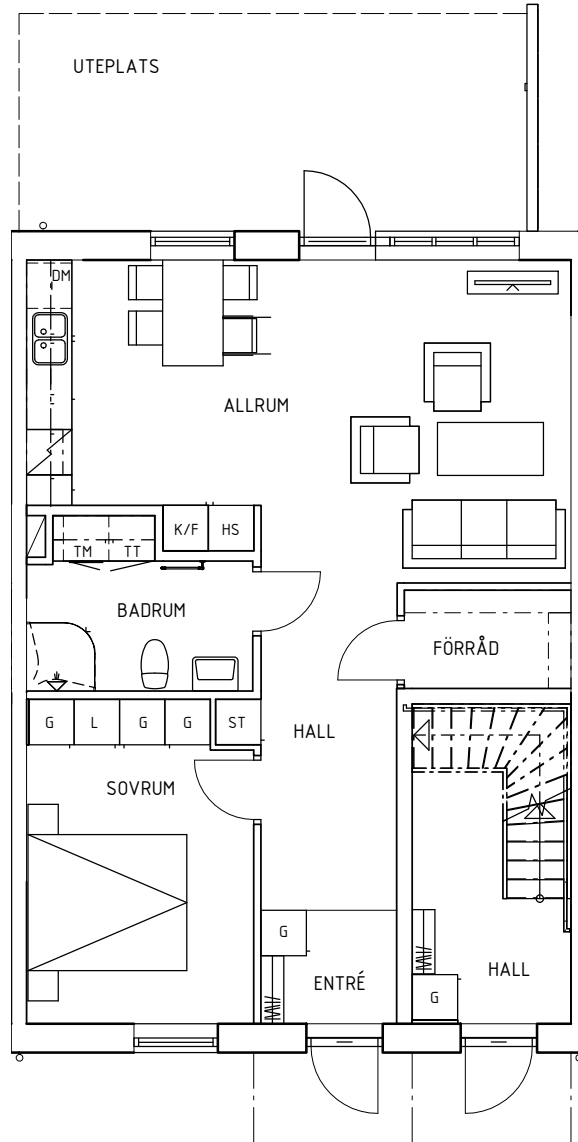 UTEPLATS
DM
ALLRUM
K/F HS
TM TT
BADRUM
FÖRRÅD
G L G G ST
HALL
SOVRUM
G
HALL
ENTRÉ
G